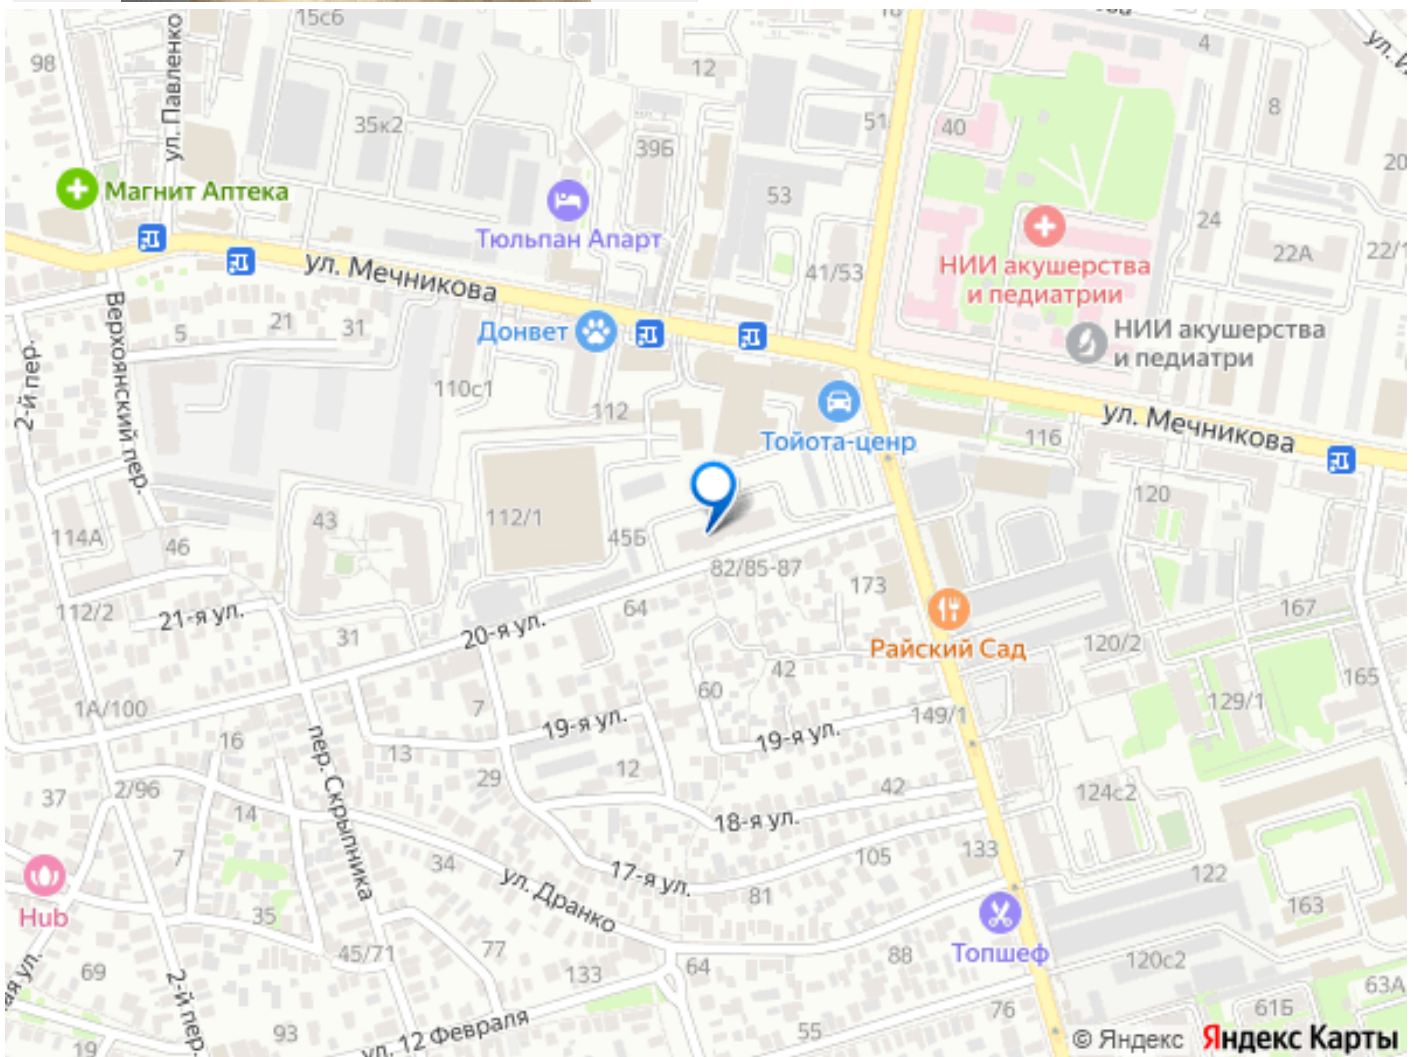 15с6
98
ул. Павленко
35к2
12
39Б
51
40
4
8
20
ул. И
Магнит Аптека
Тюльпан Апарт
53
24
22А
22/1
41/53
НИИ акушерства
и педиатрии
ул. Мечникова
Верхоянский пер.
5
21
31
Донвет
НИИ акушерства
и педиатри
2-й пер.
110с1
112
Тойота-ценр
116
ул. Мечникова
120
43
112/1
45Б
114А
46
82/85-87
173
112/2
21-я ул.
31
20-я ул.
64
Райский Сад
167
120/2
42
165
60
129/1
1А/100
7
19-я ул.
19-я ул.
149/1
16
пер. Скрыпника
13
12
29
42
37
2/96
14
18-я ул.
124с2
7
34
17-я ул.
105
133
122
81
ул. Дранко
Hub
35
163
Топшеф
45/71
77
69
2-й пер.
133
64
88
120с2
63А
ая ул.
93
ул. 12 Февраля
55
76
61Б
19
© Яндекс Яндекс Карты